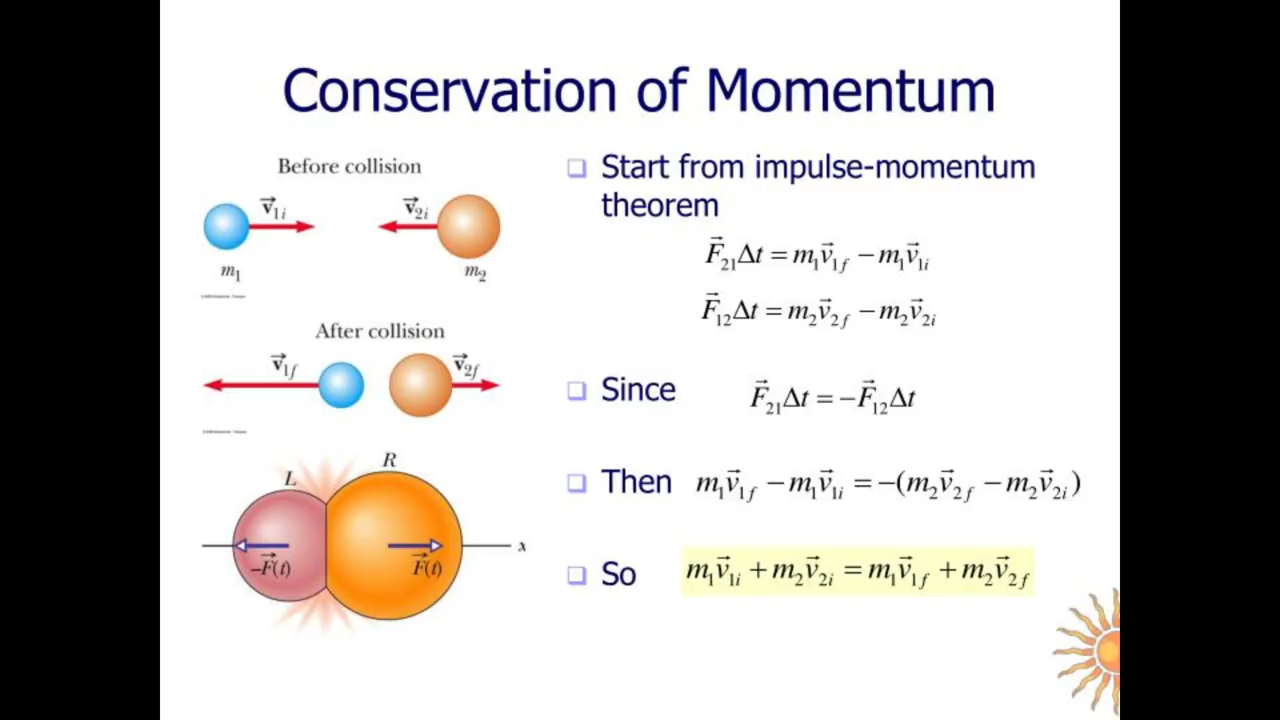 Conservation of Momentum
Before collision
v⃗1i
v⃗2i
m1
m2
After collision
v⃗1f
v⃗2f
L
R
–F⃗(t)
F⃗(t)
x
❑ Start from impulse-momentum
theorem
F⃗21Δt = m1v⃗1f − m1v⃗1i
F⃗12Δt = m2v⃗2f − m2v⃗2i
❑ Since F⃗21Δt = −F⃗12Δt
❑ Then m1v⃗1f − m1v⃗1i = −(m2v⃗2f − m2v⃗2i)
❑ So m1v⃗1i + m2v⃗2i = m1v⃗1f + m2v⃗2f